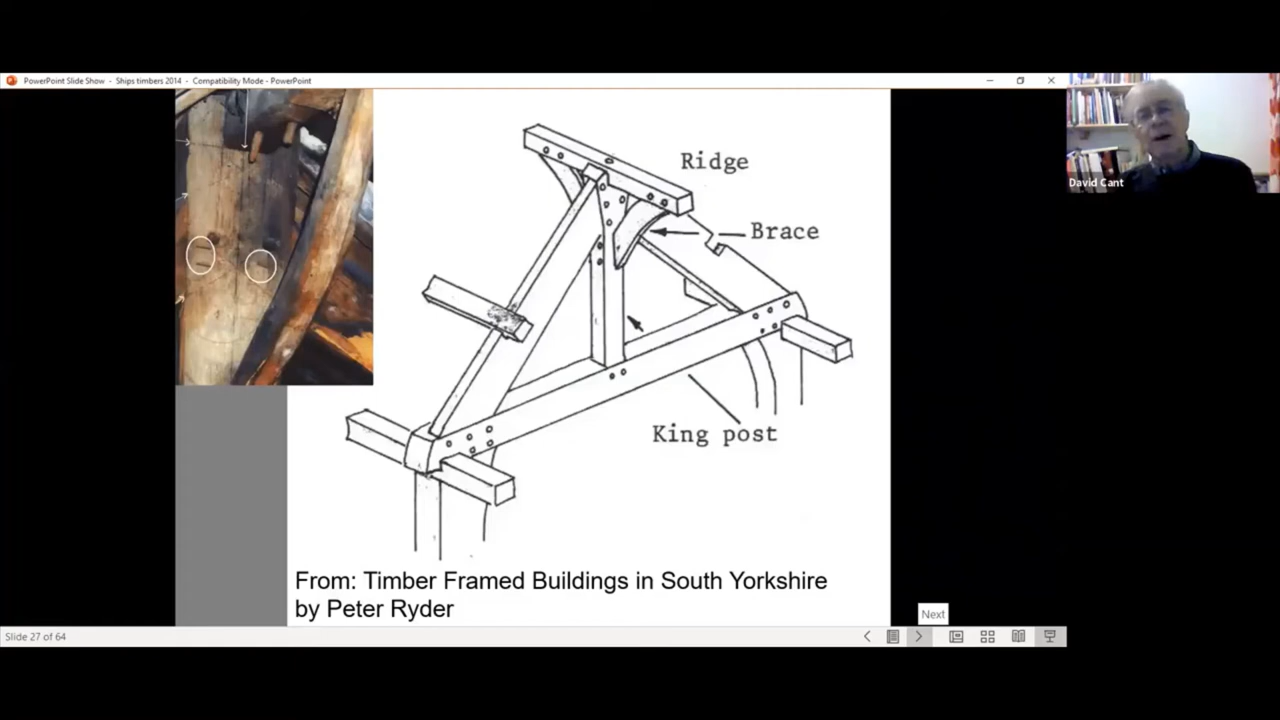 PowerPoint Slide Show - Ships timbers 2014 - Compatibility Mode - PowerPoint
David Cant
Ridge
Brace
King post
From: Timber Framed Buildings in South Yorkshire
by Peter Ryder
Next
Slide 27 of 64